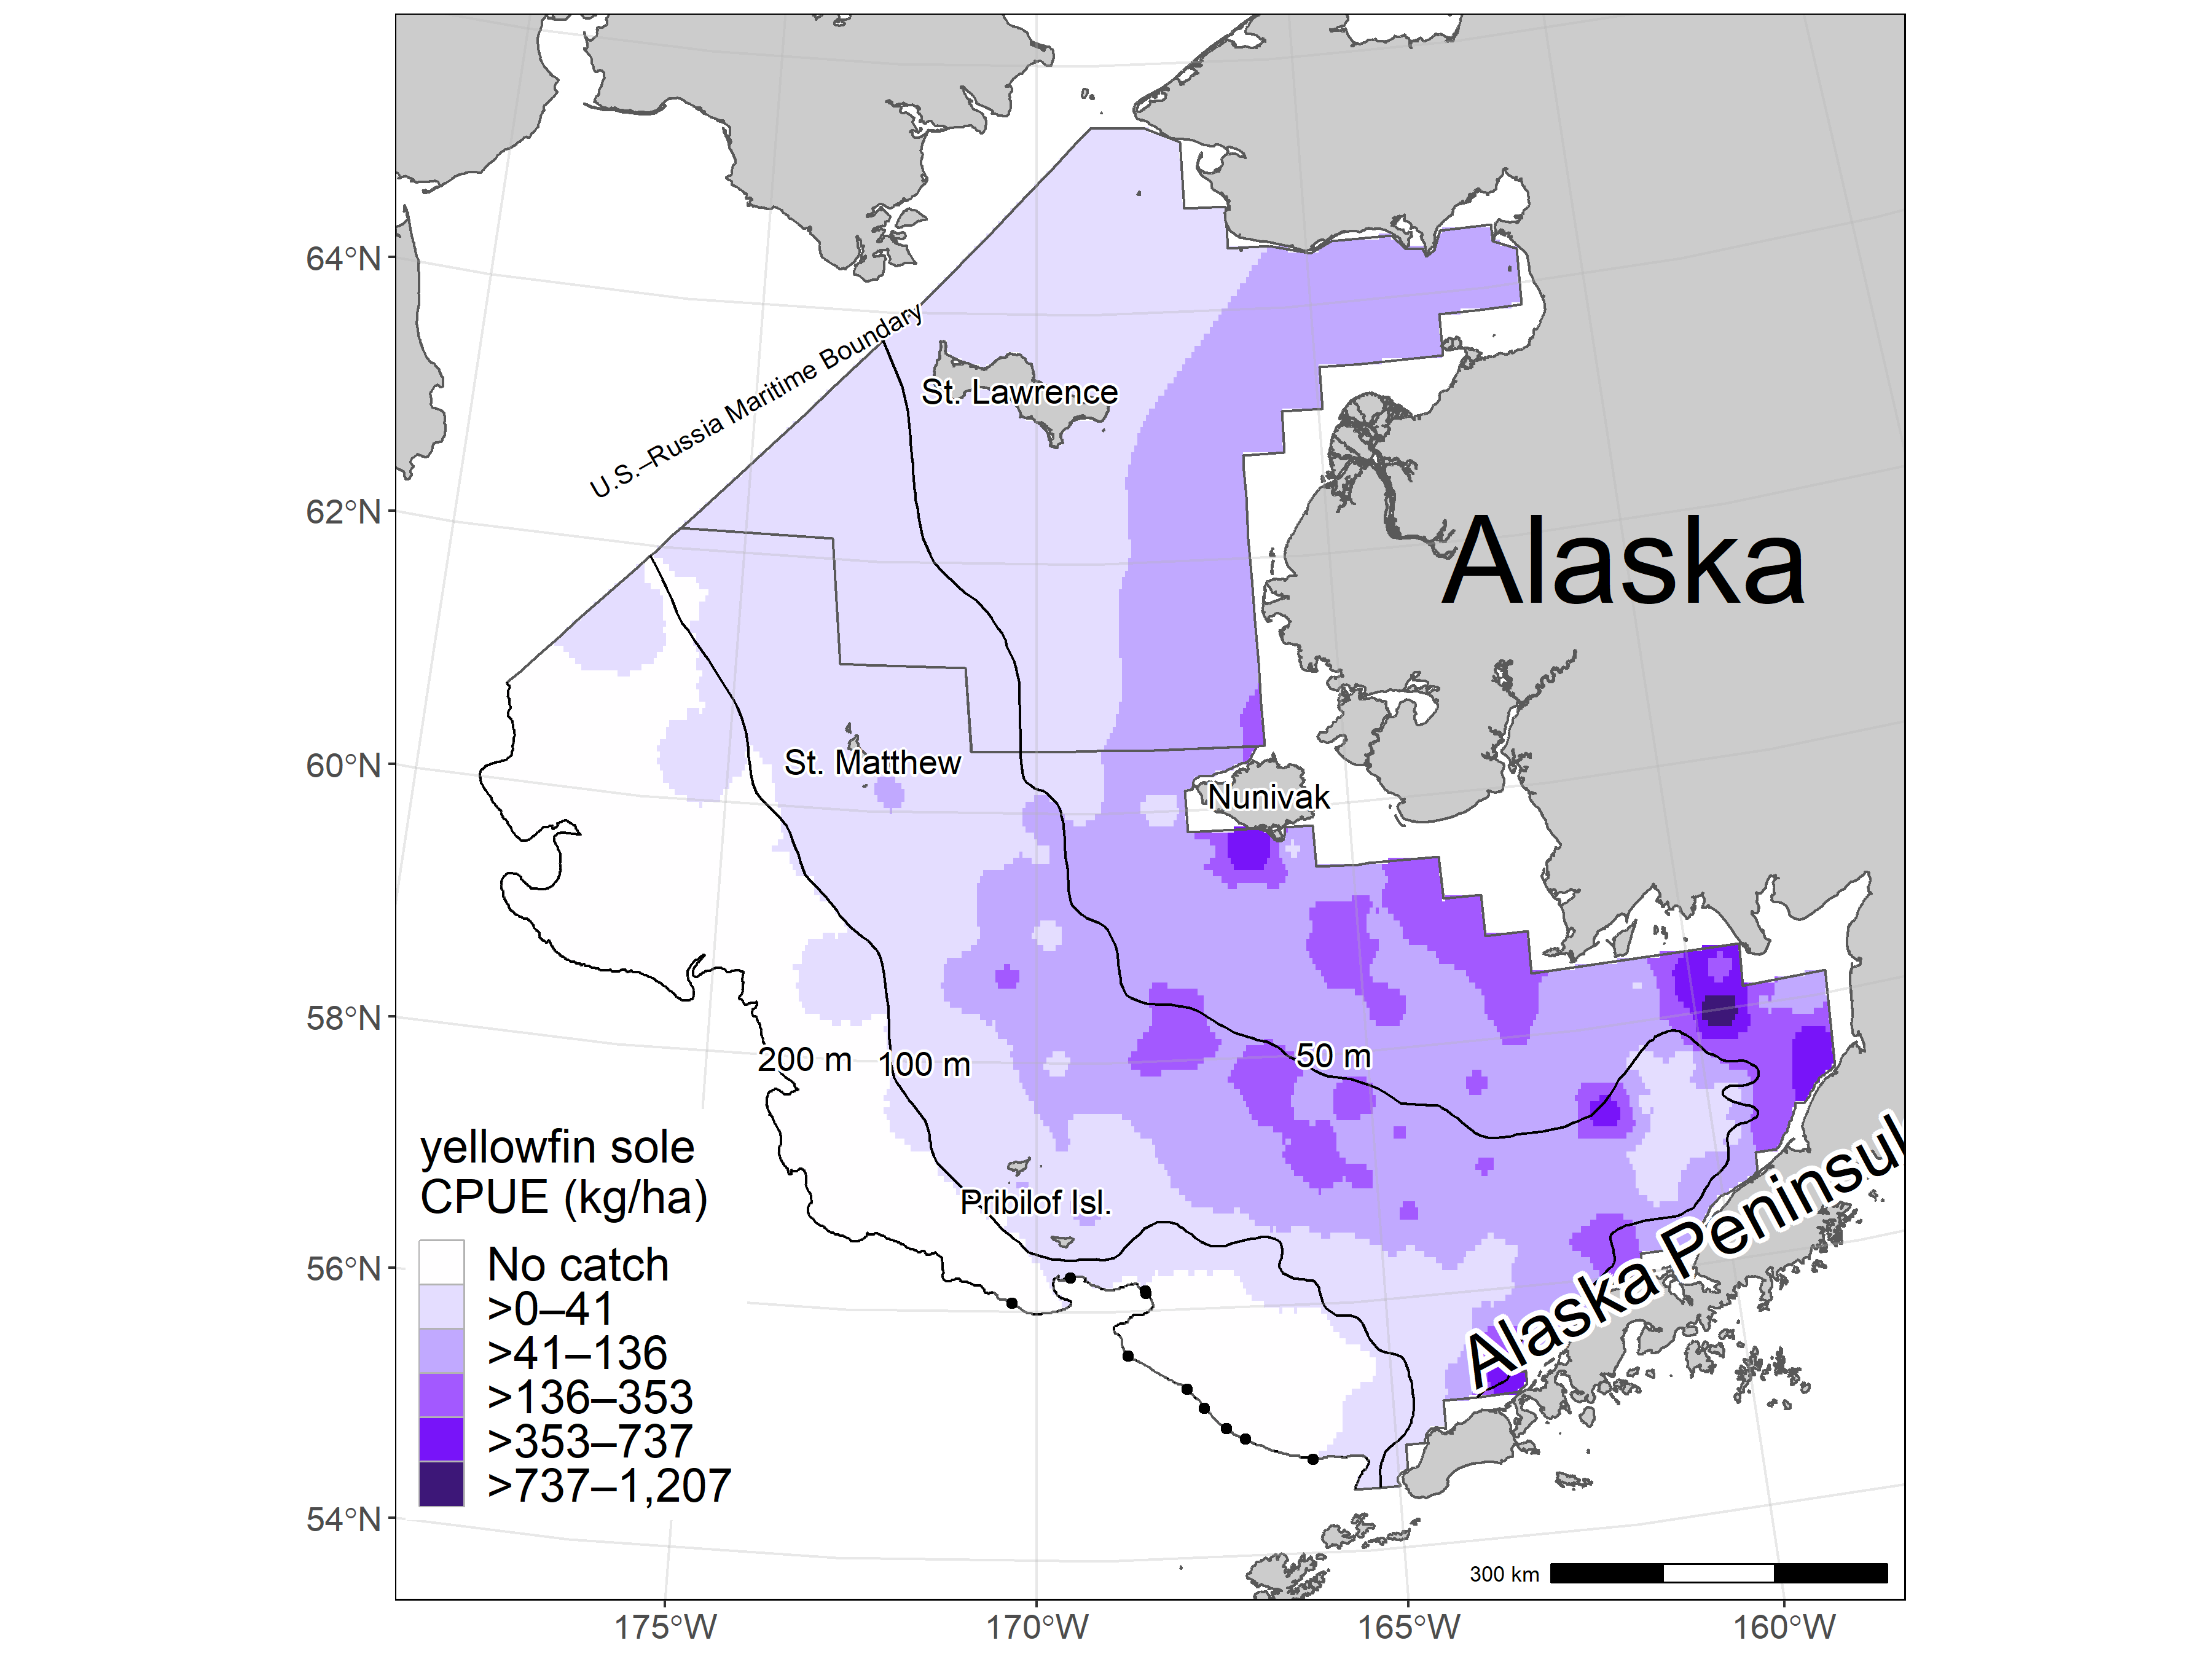 64°N
U.S.–Russia Maritime Boundary
St. Lawrence
62°N
Alaska
60°N
St. Matthew
Nunivak
58°N
200 m
100 m
50 m
yellowfin sole
CPUE (kg/ha)
Pribilof Isl.
Alaska Peninsul
56°N
No catch
>0–41
>41–136
>136–353
>353–737
>737–1,207
54°N
300 km
175°W
170°W
165°W
160°W